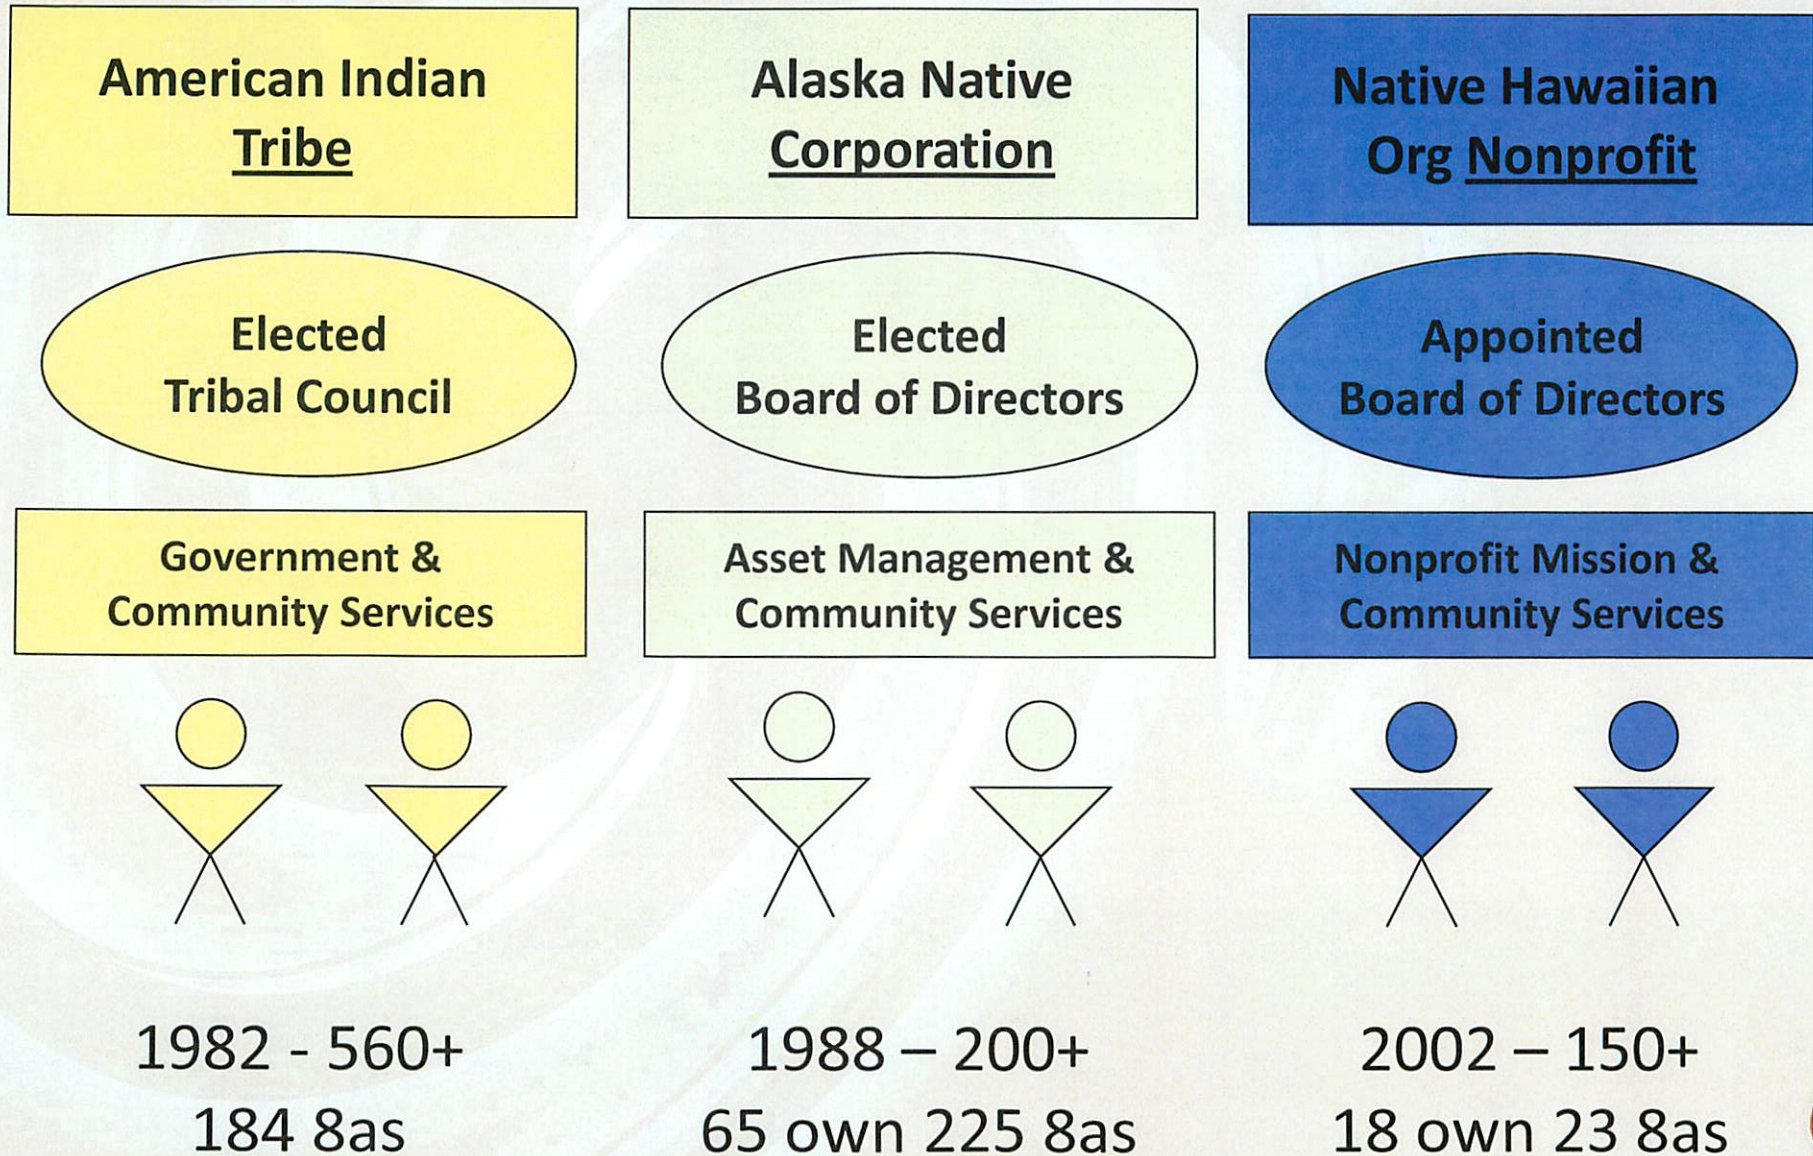 American Indian
Tribe
Elected
Tribal Council
Government &
Community Services
1982 - 560+
184 8as
Alaska Native
Corporation
Elected
Board of Directors
Asset Management &
Community Services
1988 – 200+
65 own 225 8as
Native Hawaiian
Org Nonprofit
Appointed
Board of Directors
Nonprofit Mission &
Community Services
2002 – 150+
18 own 23 8as